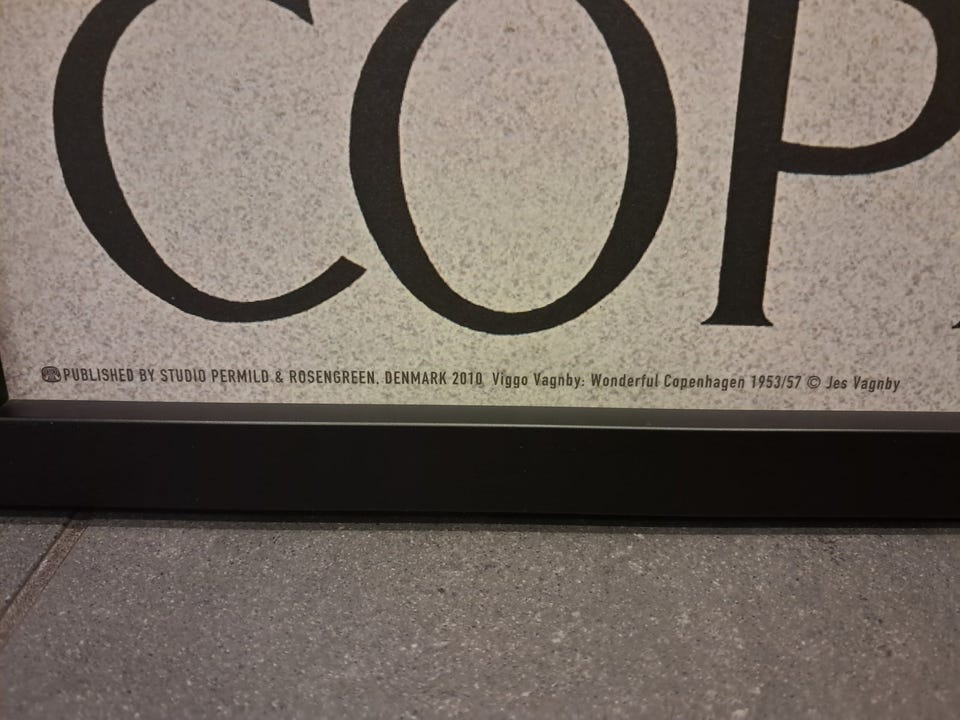 COP
PUBLISHED BY STUDIO PERMILD & ROSENGREEN, DENMARK 2010 Viggo Vagnby: Wonderful Copenhagen 1953/57 © Jes Vagnby